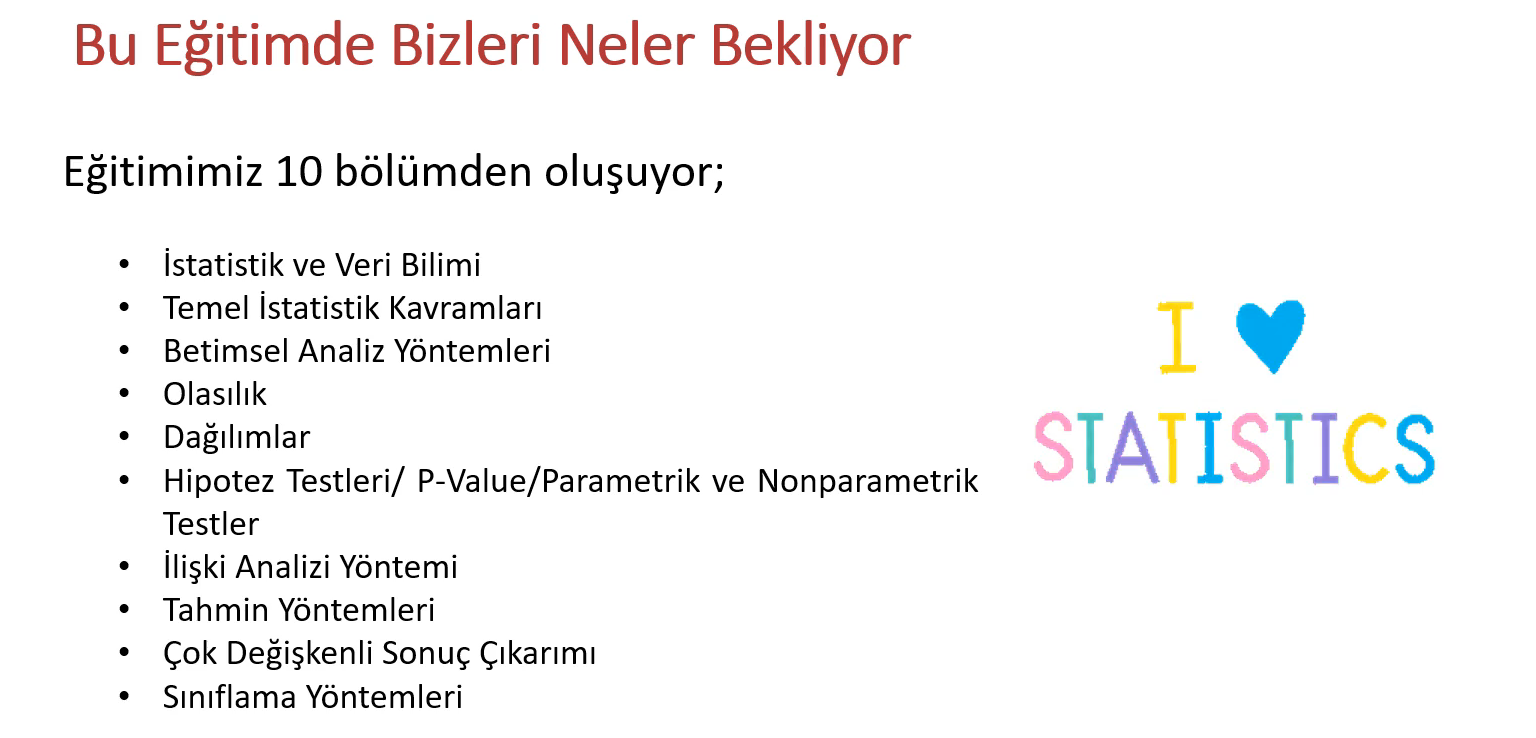 Bu Eğitimde Bizleri Neler Bekliyor
Eğitimimiz 10 bölümden oluşuyor;
• İstatistik ve Veri Bilimi
• Temel İstatistik Kavramları
• Betimsel Analiz Yöntemleri
• Olasılık
• Dağılımlar
• Hipotez Testleri/ P-Value/Parametrik ve Nonparametrik
Testler
• İlişki Analizi Yöntemi
• Tahmin Yöntemleri
• Çok Değişkenli Sonuç Çıkarımı
• Sınıflama Yöntemleri
I ♥
STATISTICS